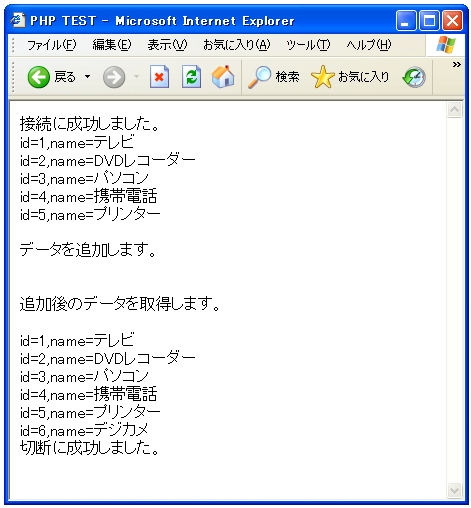 PHP TEST - Microsoft Internet Explorer
ファイル(F) 編集(E) 表示(V) お気に入り(A) ツール(T) ヘルプ(H)
戻る 検索 お気に入り
接続に成功しました。
id=1,name=テレビ
id=2,name=DVDレコーダー
id=3,name=パソコン
id=4,name=携帯電話
id=5,name=プリンター
データを追加します。
追加後のデータを取得します。
id=1,name=テレビ
id=2,name=DVDレコーダー
id=3,name=パソコン
id=4,name=携帯電話
id=5,name=プリンター
id=6,name=デジカメ
切断に成功しました。